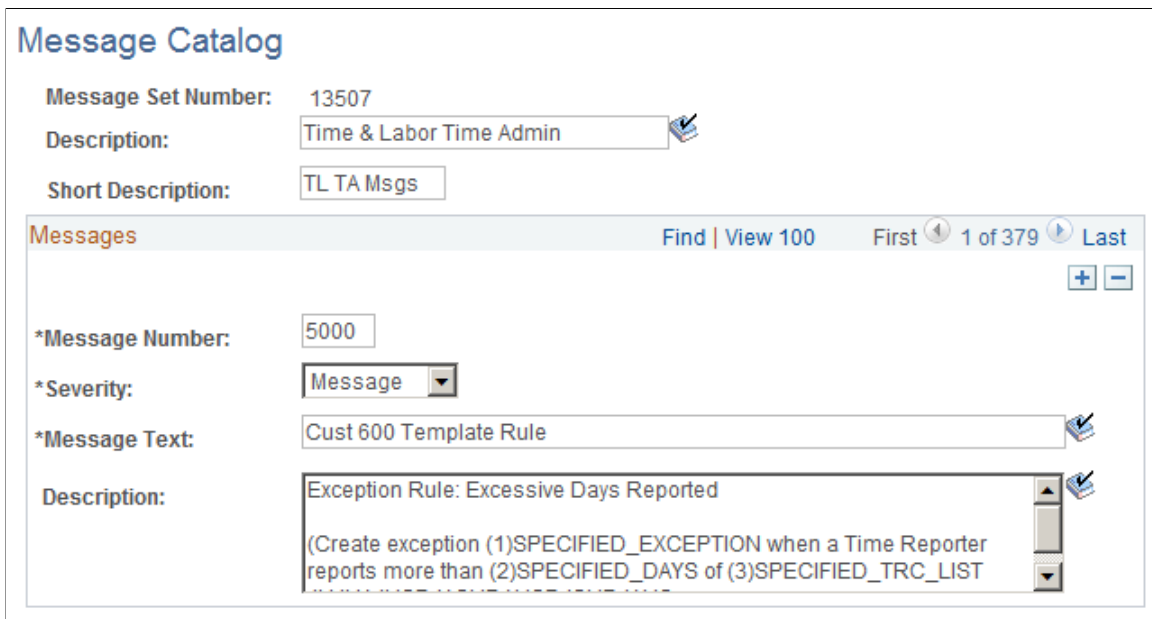 Message Catalog
Message Set Number: 13507
Description: Time & Labor Time Admin
Short Description: TL TA Msgs
Messages Find | View 100 First 1 of 379 Last
*Message Number: 5000
*Severity: Message
*Message Text: Cust 600 Template Rule
Description: Exception Rule: Excessive Days Reported
(Create exception (1)SPECIFIED_EXCEPTION when a Time Reporter
reports more than (2)SPECIFIED_DAYS of (3)SPECIFIED_TRC_LIST